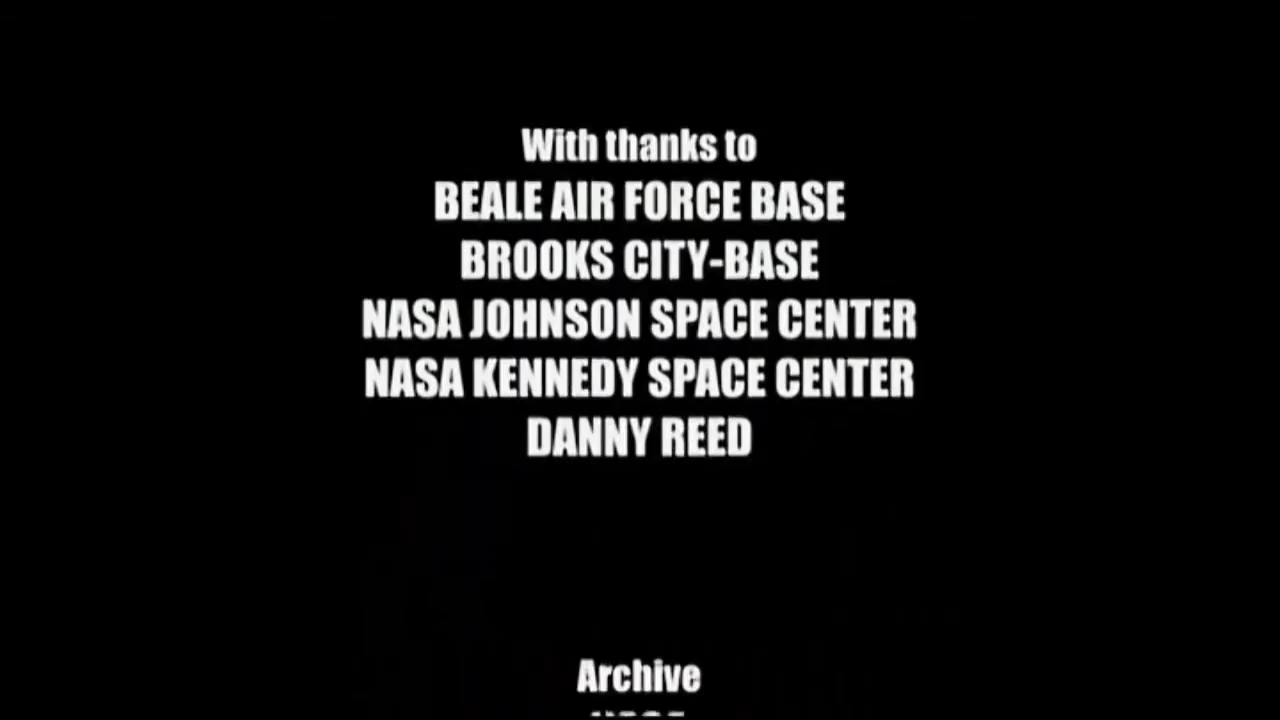 With thanks to
BEALE AIR FORCE BASE
BROOKS CITY-BASE
NASA JOHNSON SPACE CENTER
NASA KENNEDY SPACE CENTER
DANNY REED
Archive